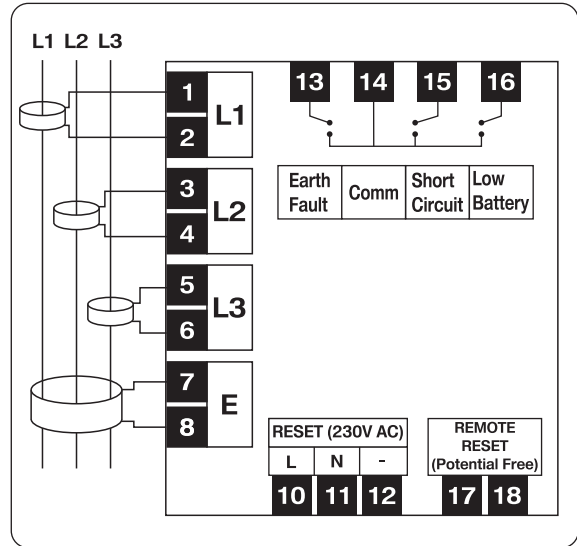 L1 L2 L3
1
2
L1
3
4
L2
5
6
L3
7
8
E
13 14 15 16
Earth Fault
Comm
Short Circuit
Low Battery
RESET (230V AC)
L N -
10 11 12
REMOTE
RESET
(Potential Free)
17 18